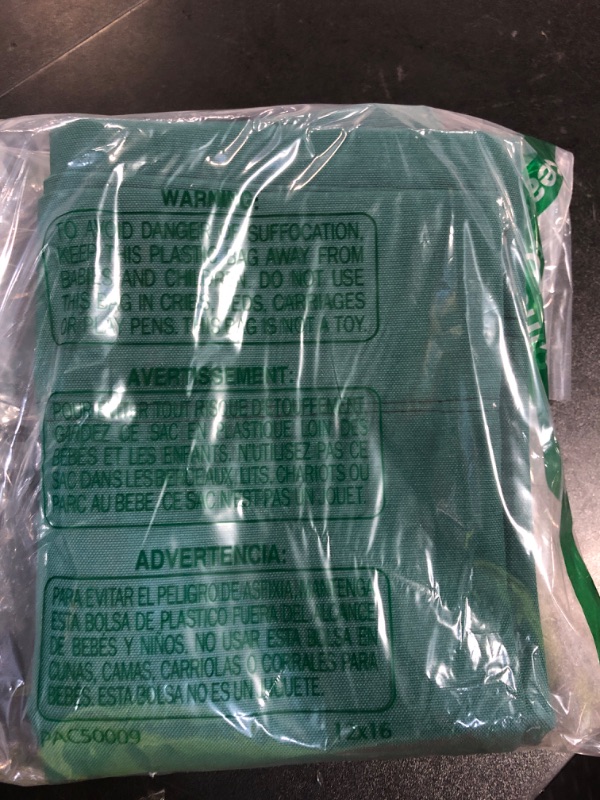 WARNING:
TO AVOID DANGER OF SUFFOCATION,
KEEP THIS PLASTIC BAG AWAY FROM
BABIES AND CHILDREN. DO NOT USE
THIS BAG IN CRIBS, BEDS, CARRIAGES
OR PLAY PENS. THIS BAG IS NOT A TOY.
AVERTISSEMENT:
POUR EVITER TOUT RISQUE D'ETOUFFEMENT,
GARDEZ CE SAC EN PLASTIQUE LOIN DES
BEBES ET LES ENFANTS. N'UTILISEZ PAS CE
SAC DANS LES BERCEAUX, LITS, CHARIOTS OU
PARC AU BEBE. CE SAC N'EST PAS UN JOUET.
ADVERTENCIA:
PARA EVITAR EL PELIGRO DE ASFIXIA, MANTENGA
ESTA BOLSA DE PLASTICO FUERA DEL ALCANCE
DE BEBÉS Y NIÑOS. NO USAR ESTA BOLSA EN
CUNAS, CAMAS, CARRIOLAS O CORRALES PARA
BEBÉS. ESTA BOLSA NO ES UN JUGUETE.
PAC50009 12x16